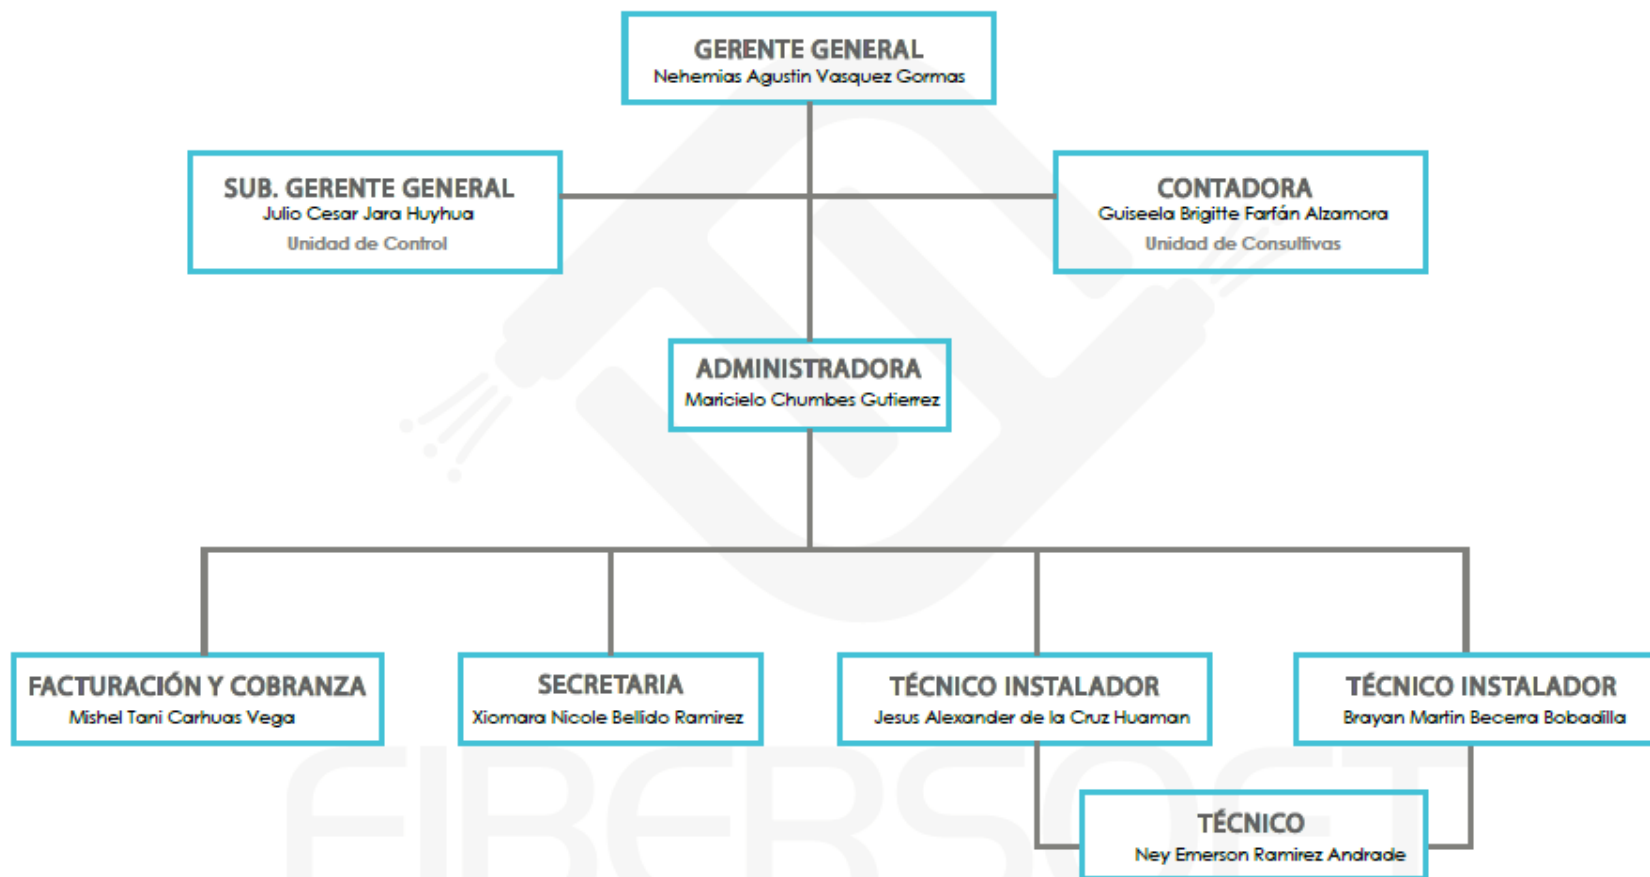 GERENTE GENERAL
Nehemias Agustin Vasquez Gormas
SUB. GERENTE GENERAL
Julio Cesar Jara Huyhua
Unidad de Control
CONTADORA
Guiseela Brigitte Farfán Alzamora
Unidad de Consultivas
ADMINISTRADORA
Maricielo Chumbes Gutierrez
FACTURACIÓN Y COBRANZA
Mishel Tani Carhuas Vega
SECRETARIA
Xiomara Nicole Bellido Ramirez
TÉCNICO INSTALADOR
Jesus Alexander de la Cruz Huaman
TÉCNICO INSTALADOR
Brayan Martin Becerra Bobadilla
TÉCNICO
Ney Emerson Ramirez Andrade
FIBERSOFT